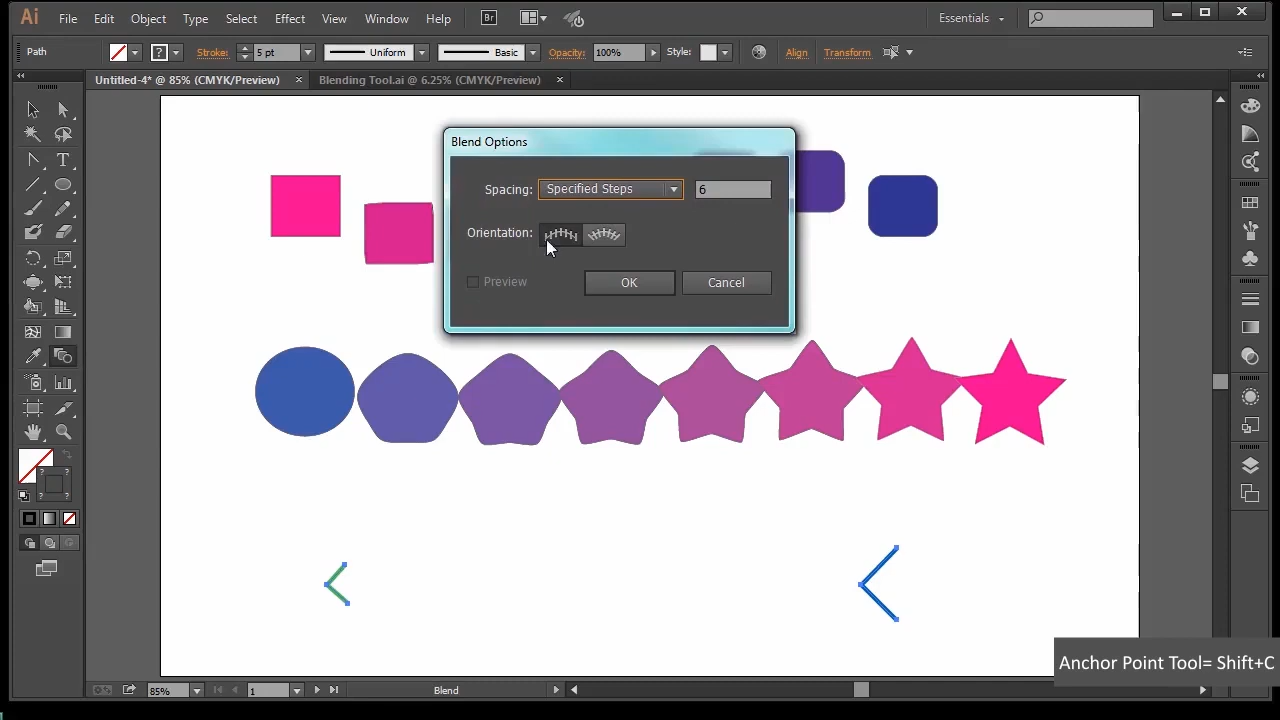 Ai File Edit Object Type Select Effect View Window Help Br Essentials
Path Stroke: 5 pt Uniform Basic Opacity: 100% Style: Align Transform
Untitled-4* @ 85% (CMYK/Preview) × Blending Tool.ai @ 6.25% (CMYK/Preview) ×
Blend Options
Spacing: Specified Steps 6
Orientation:
Preview OK Cancel
Anchor Point Tool= Shift+C
85% 1 Blend